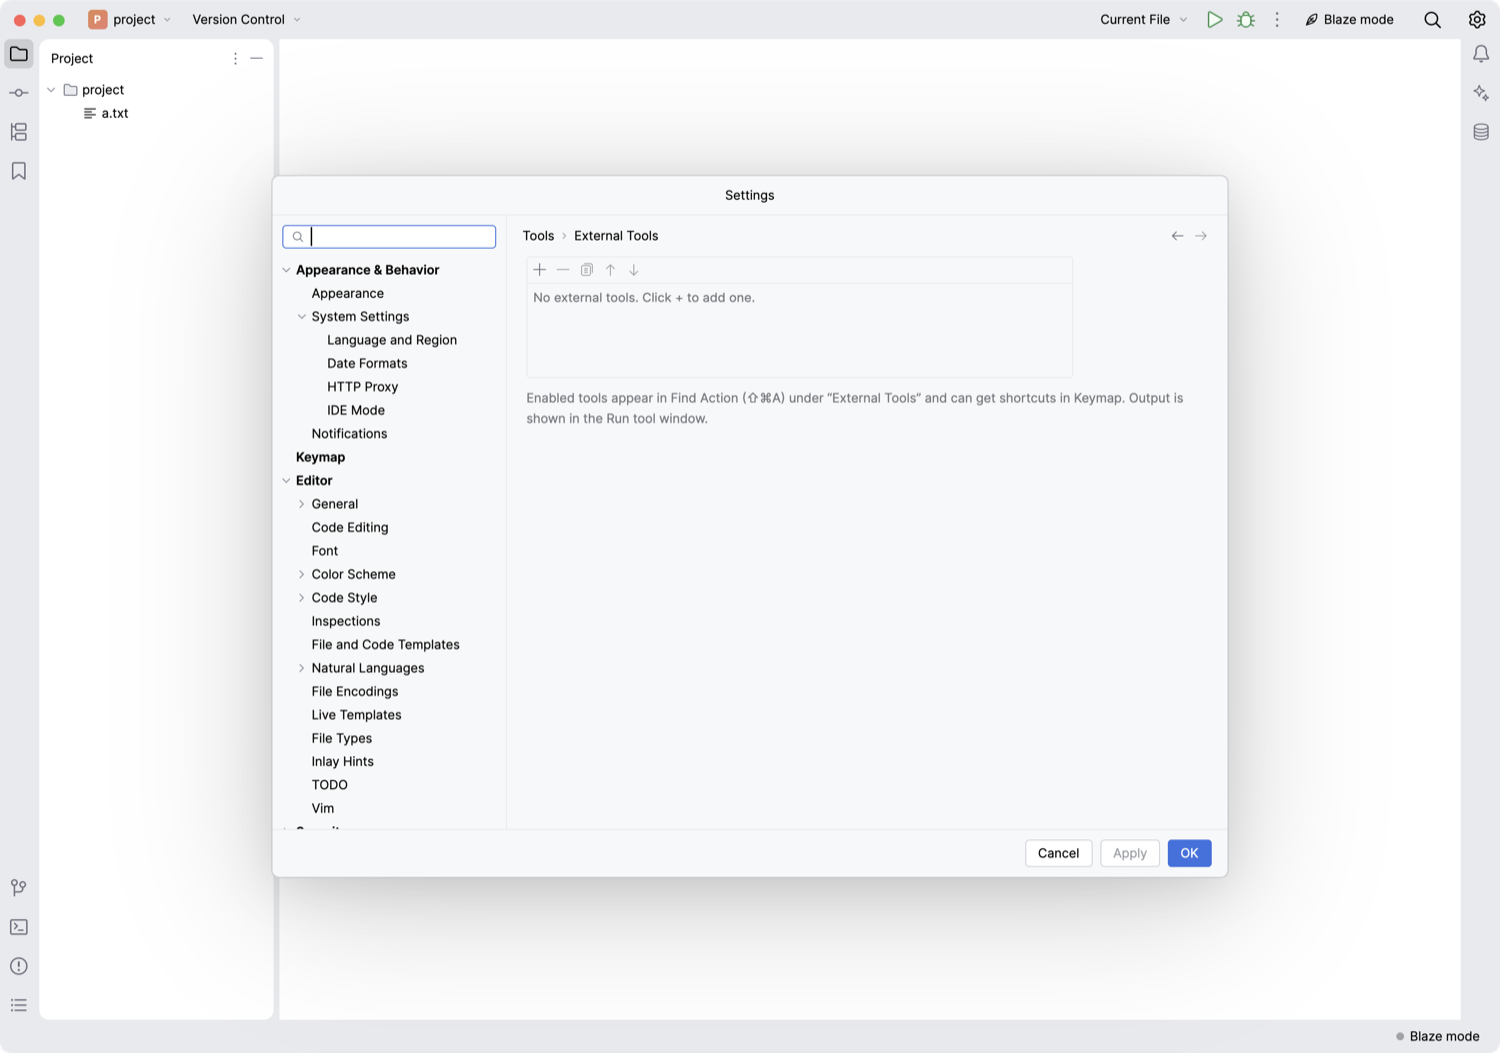 P project Version Control Current File Blaze mode
Project
project
a.txt
Settings
Tools External Tools
Appearance & Behavior
Appearance
System Settings
Language and Region
Date Formats
HTTP Proxy
IDE Mode
Notifications
Keymap
Editor
General
Code Editing
Font
Color Scheme
Code Style
Inspections
File and Code Templates
Natural Languages
File Encodings
Live Templates
File Types
Inlay Hints
TODO
Vim
No external tools. Click + to add one.
Enabled tools appear in Find Action (⇧⌘A) under “External Tools” and can get shortcuts in Keymap. Output is
shown in the Run tool window.
Cancel Apply OK
Blaze mode